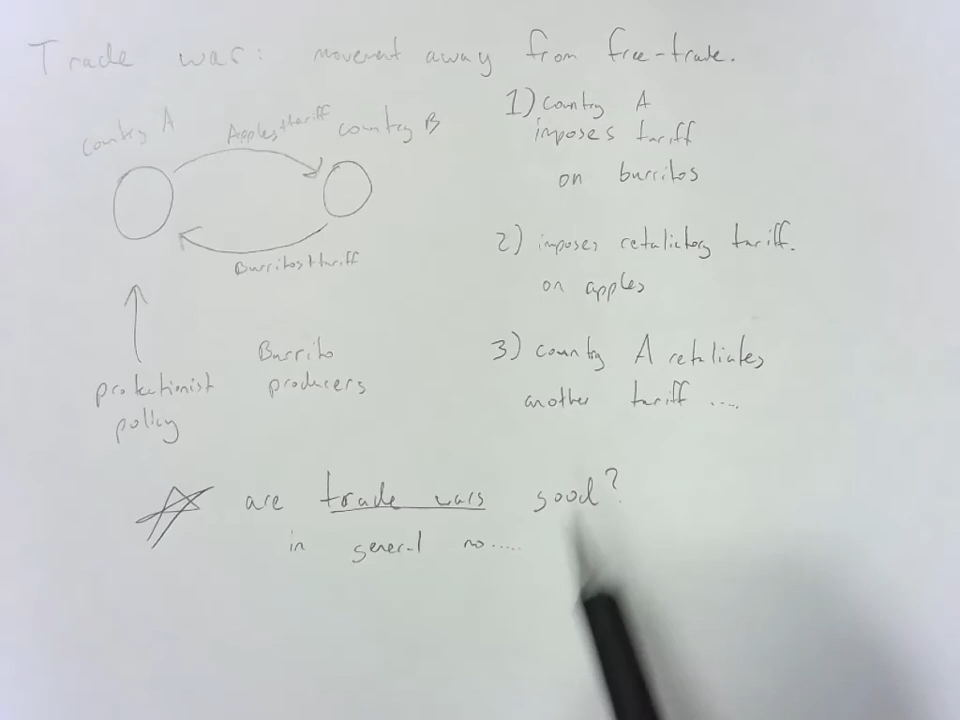 Trade war: movement away from free-trade.
country A
Apples+tariff
country B
Burritos+tariff
protectionist
policy
Burrito
producers
1) country A
imposes tariff
on burritos
2) imposes retaliatory tariff.
on apples
3) country A retaliates
another tariff ....
are trade wars good?
in general no.....